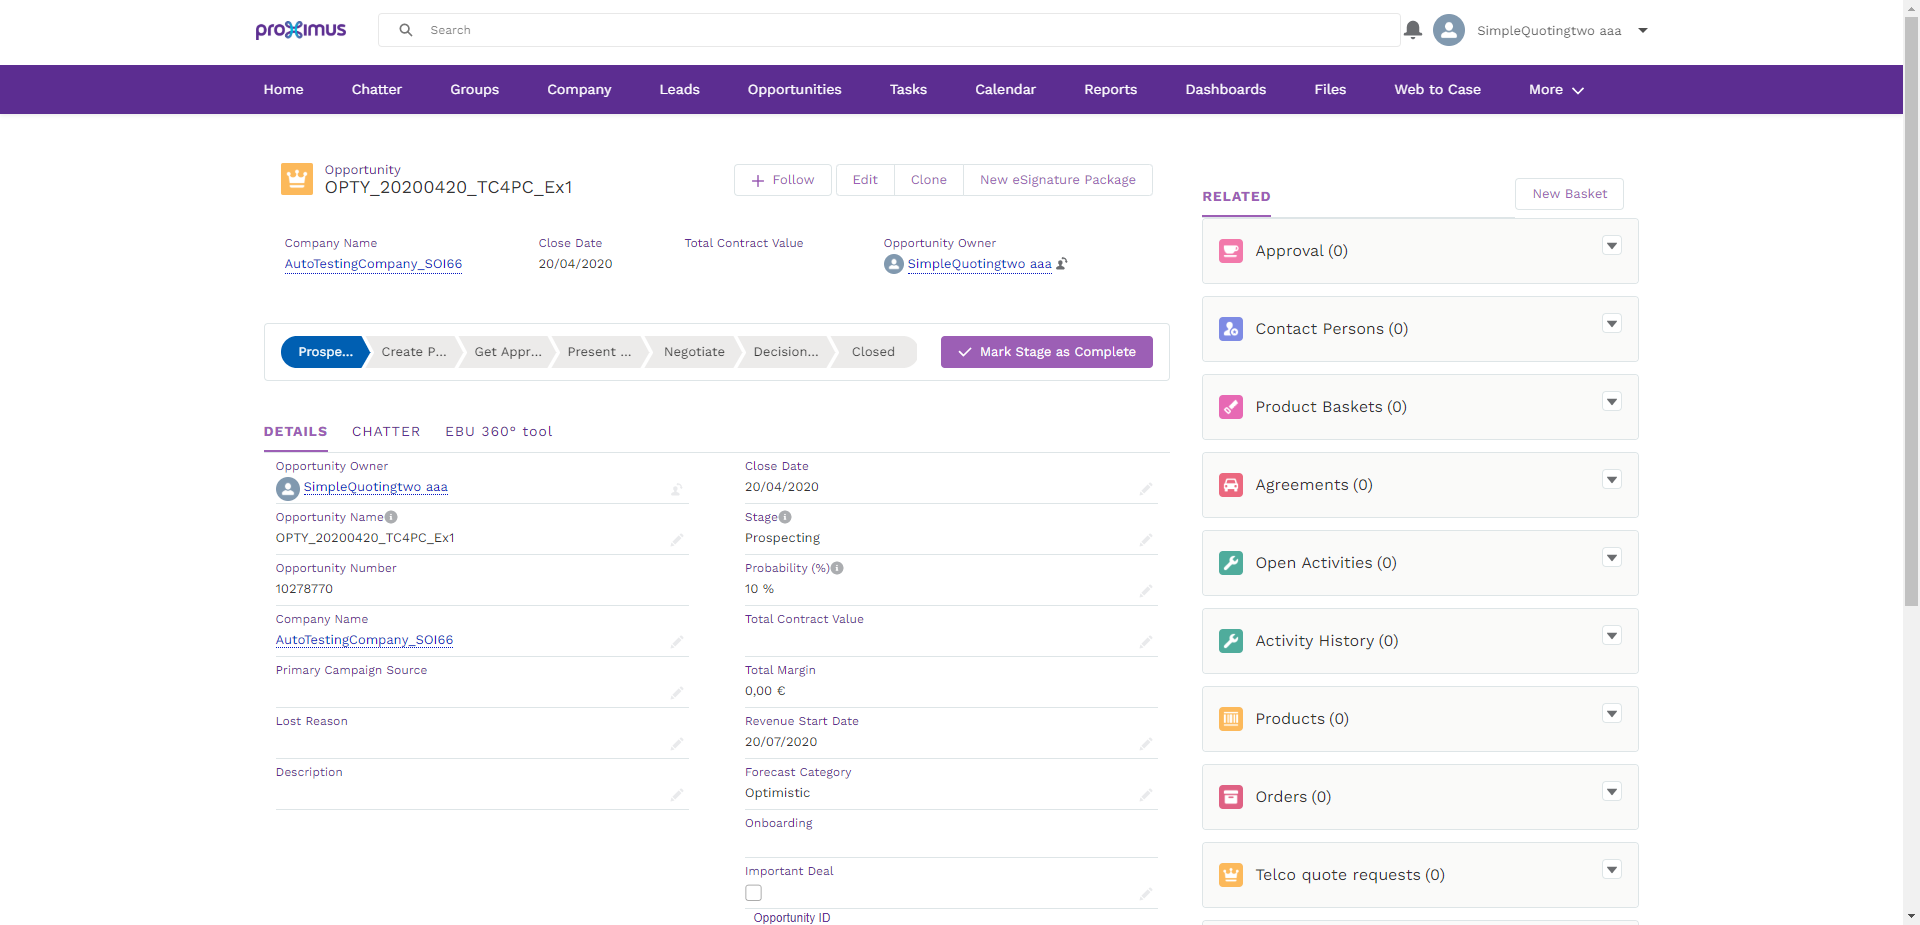 proximus
Search
SimpleQuotingtwo aaa
Home Chatter Groups Company Leads Opportunities Tasks Calendar Reports Dashboards Files Web to Case More
Opportunity
OPTY_20200420_TC4PC_Ex1
Follow Edit Clone New eSignature Package
Company Name Close Date Total Contract Value Opportunity Owner
AutoTestingCompany_SOI66 20/04/2020 SimpleQuotingtwo aaa
Prospe... Create P... Get Appr... Present ... Negotiate Decision... Closed Mark Stage as Complete
DETAILS CHATTER EBU 360° tool
Opportunity Owner
SimpleQuotingtwo aaa
Opportunity Name
OPTY_20200420_TC4PC_Ex1
Opportunity Number
10278770
Company Name
AutoTestingCompany_SOI66
Primary Campaign Source
Lost Reason
Description
Close Date
20/04/2020
Stage
Prospecting
Probability (%)
10 %
Total Contract Value
Total Margin
0,00 €
Revenue Start Date
20/07/2020
Forecast Category
Optimistic
Onboarding
Important Deal
Opportunity ID
RELATED
New Basket
Approval (0)
Contact Persons (0)
Product Baskets (0)
Agreements (0)
Open Activities (0)
Activity History (0)
Products (0)
Orders (0)
Telco quote requests (0)